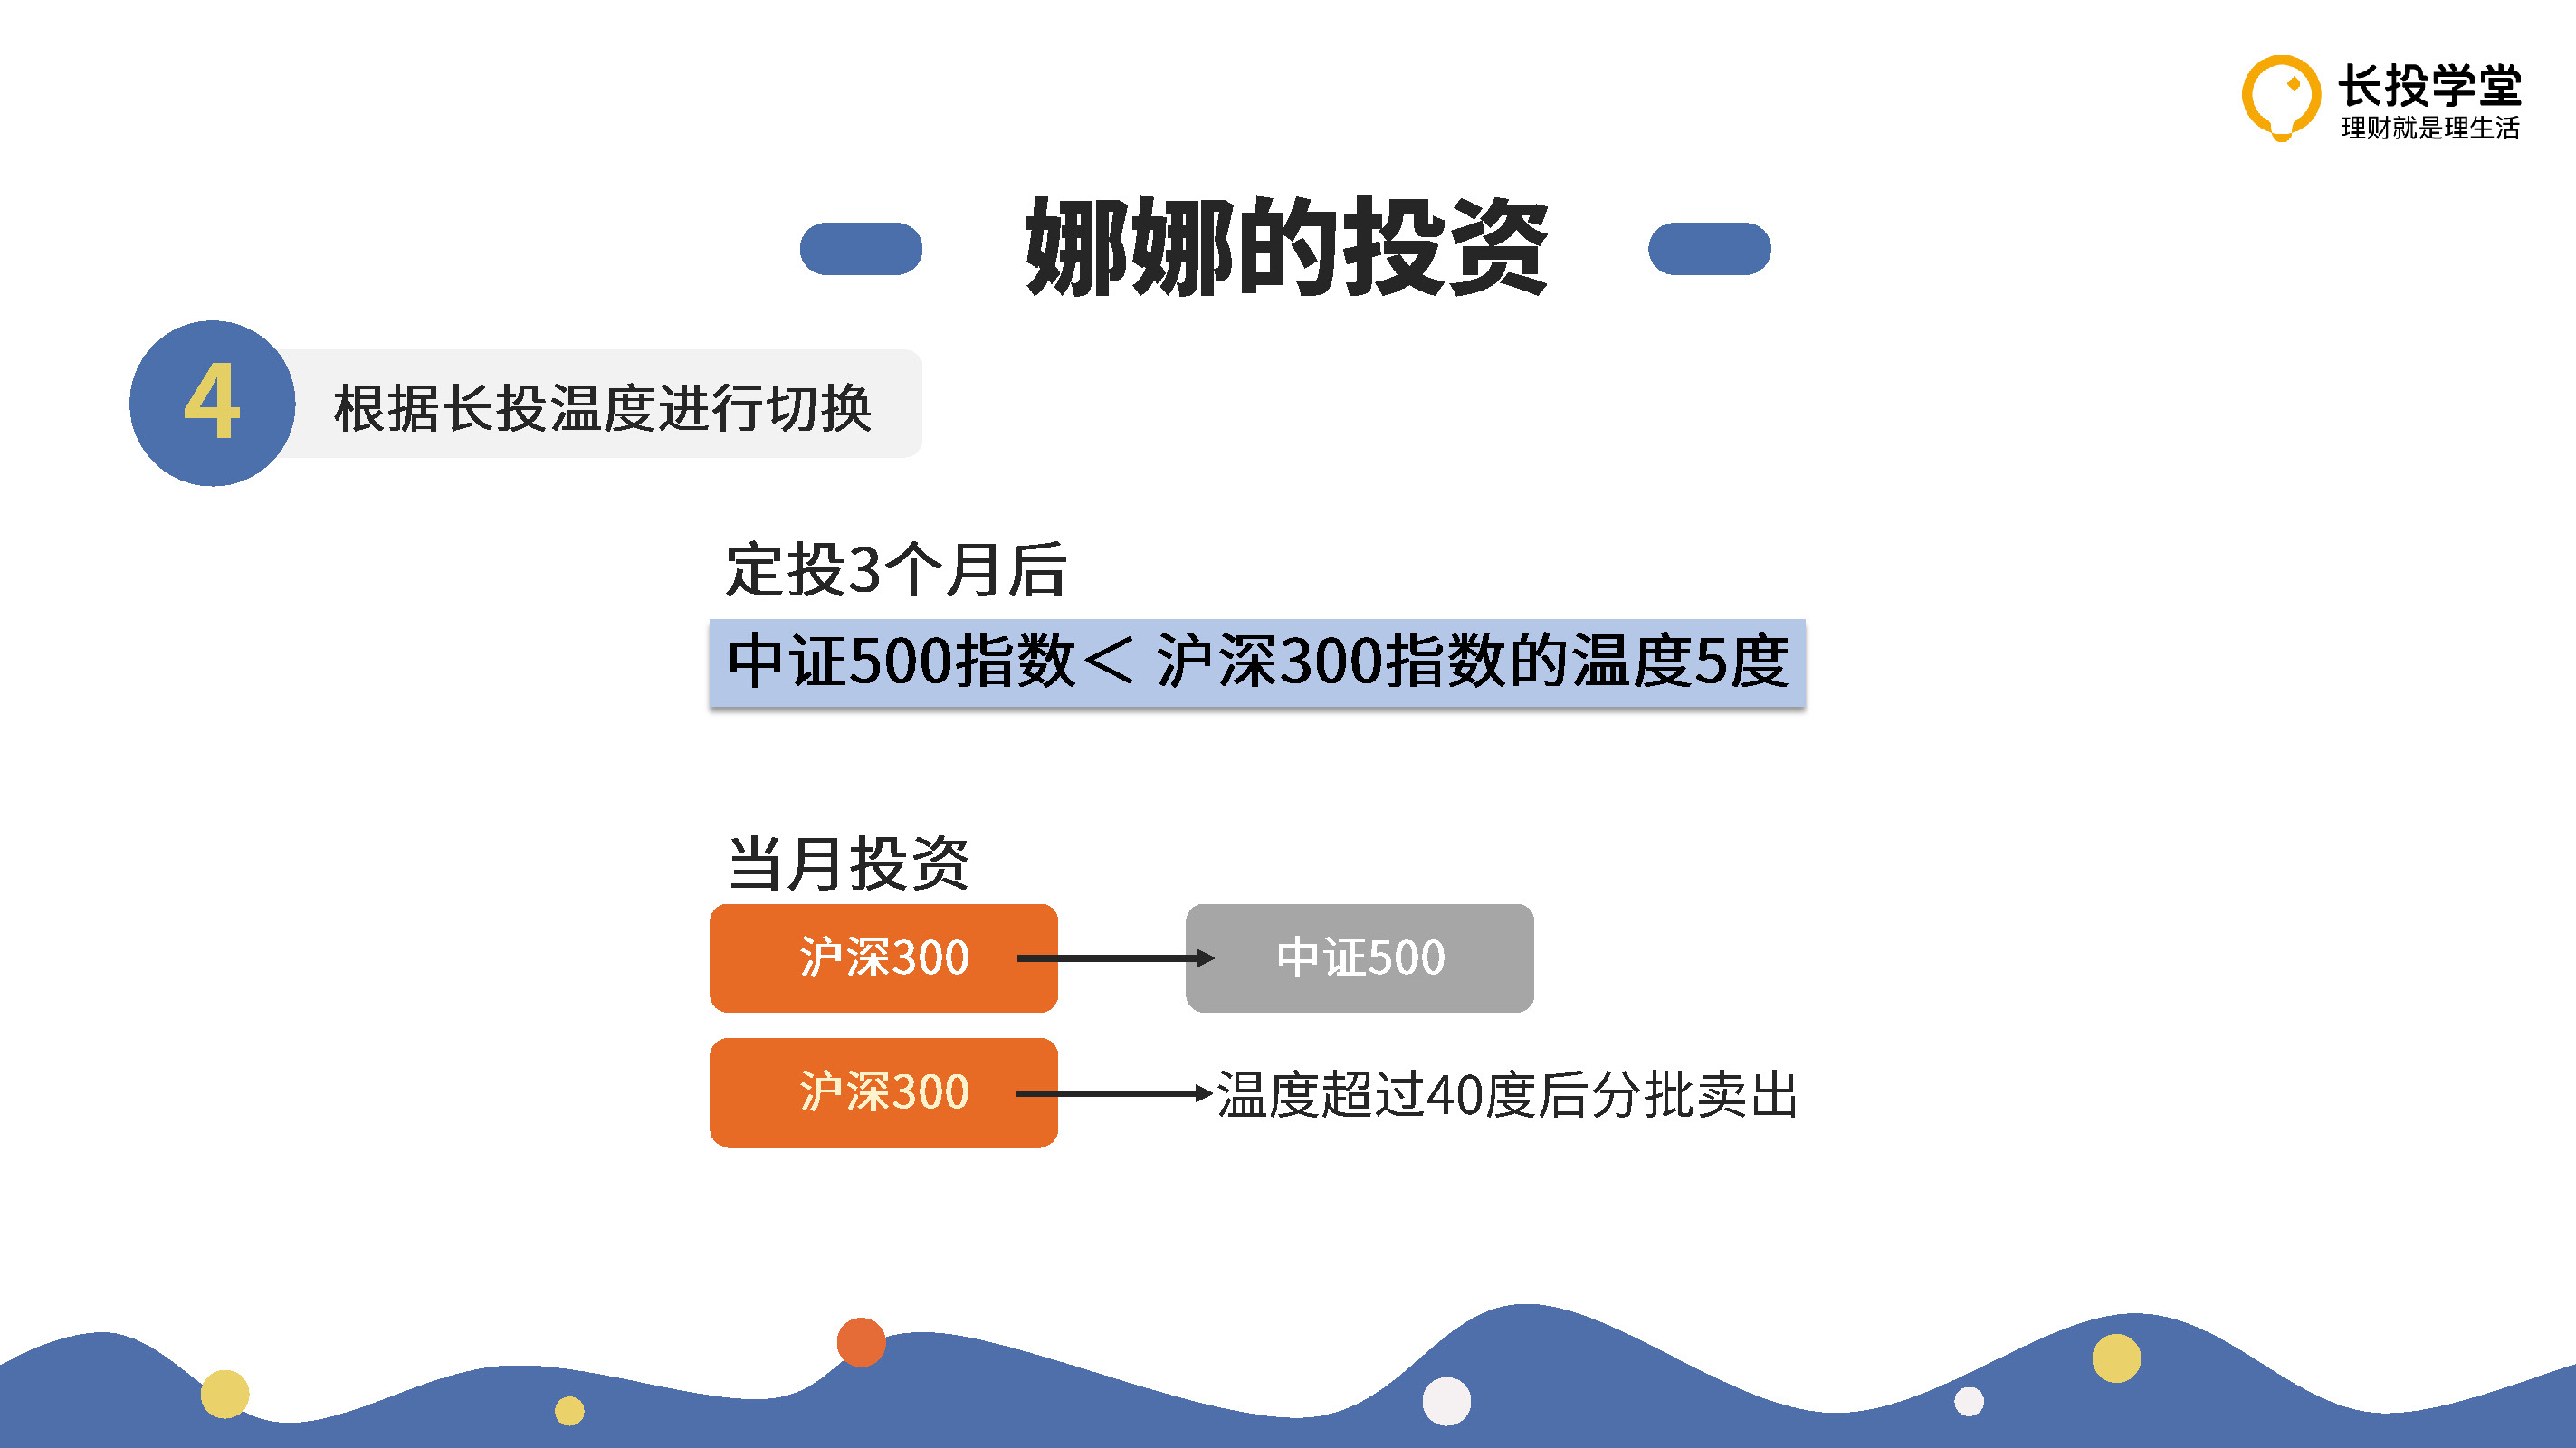 长投学堂
理财就是理生活
娜娜的投资
4
根据长投温度进行切换
定投3个月后
中证500指数＜ 沪深300指数的温度5度
当月投资
沪深300
中证500
沪深300
温度超过40度后分批卖出